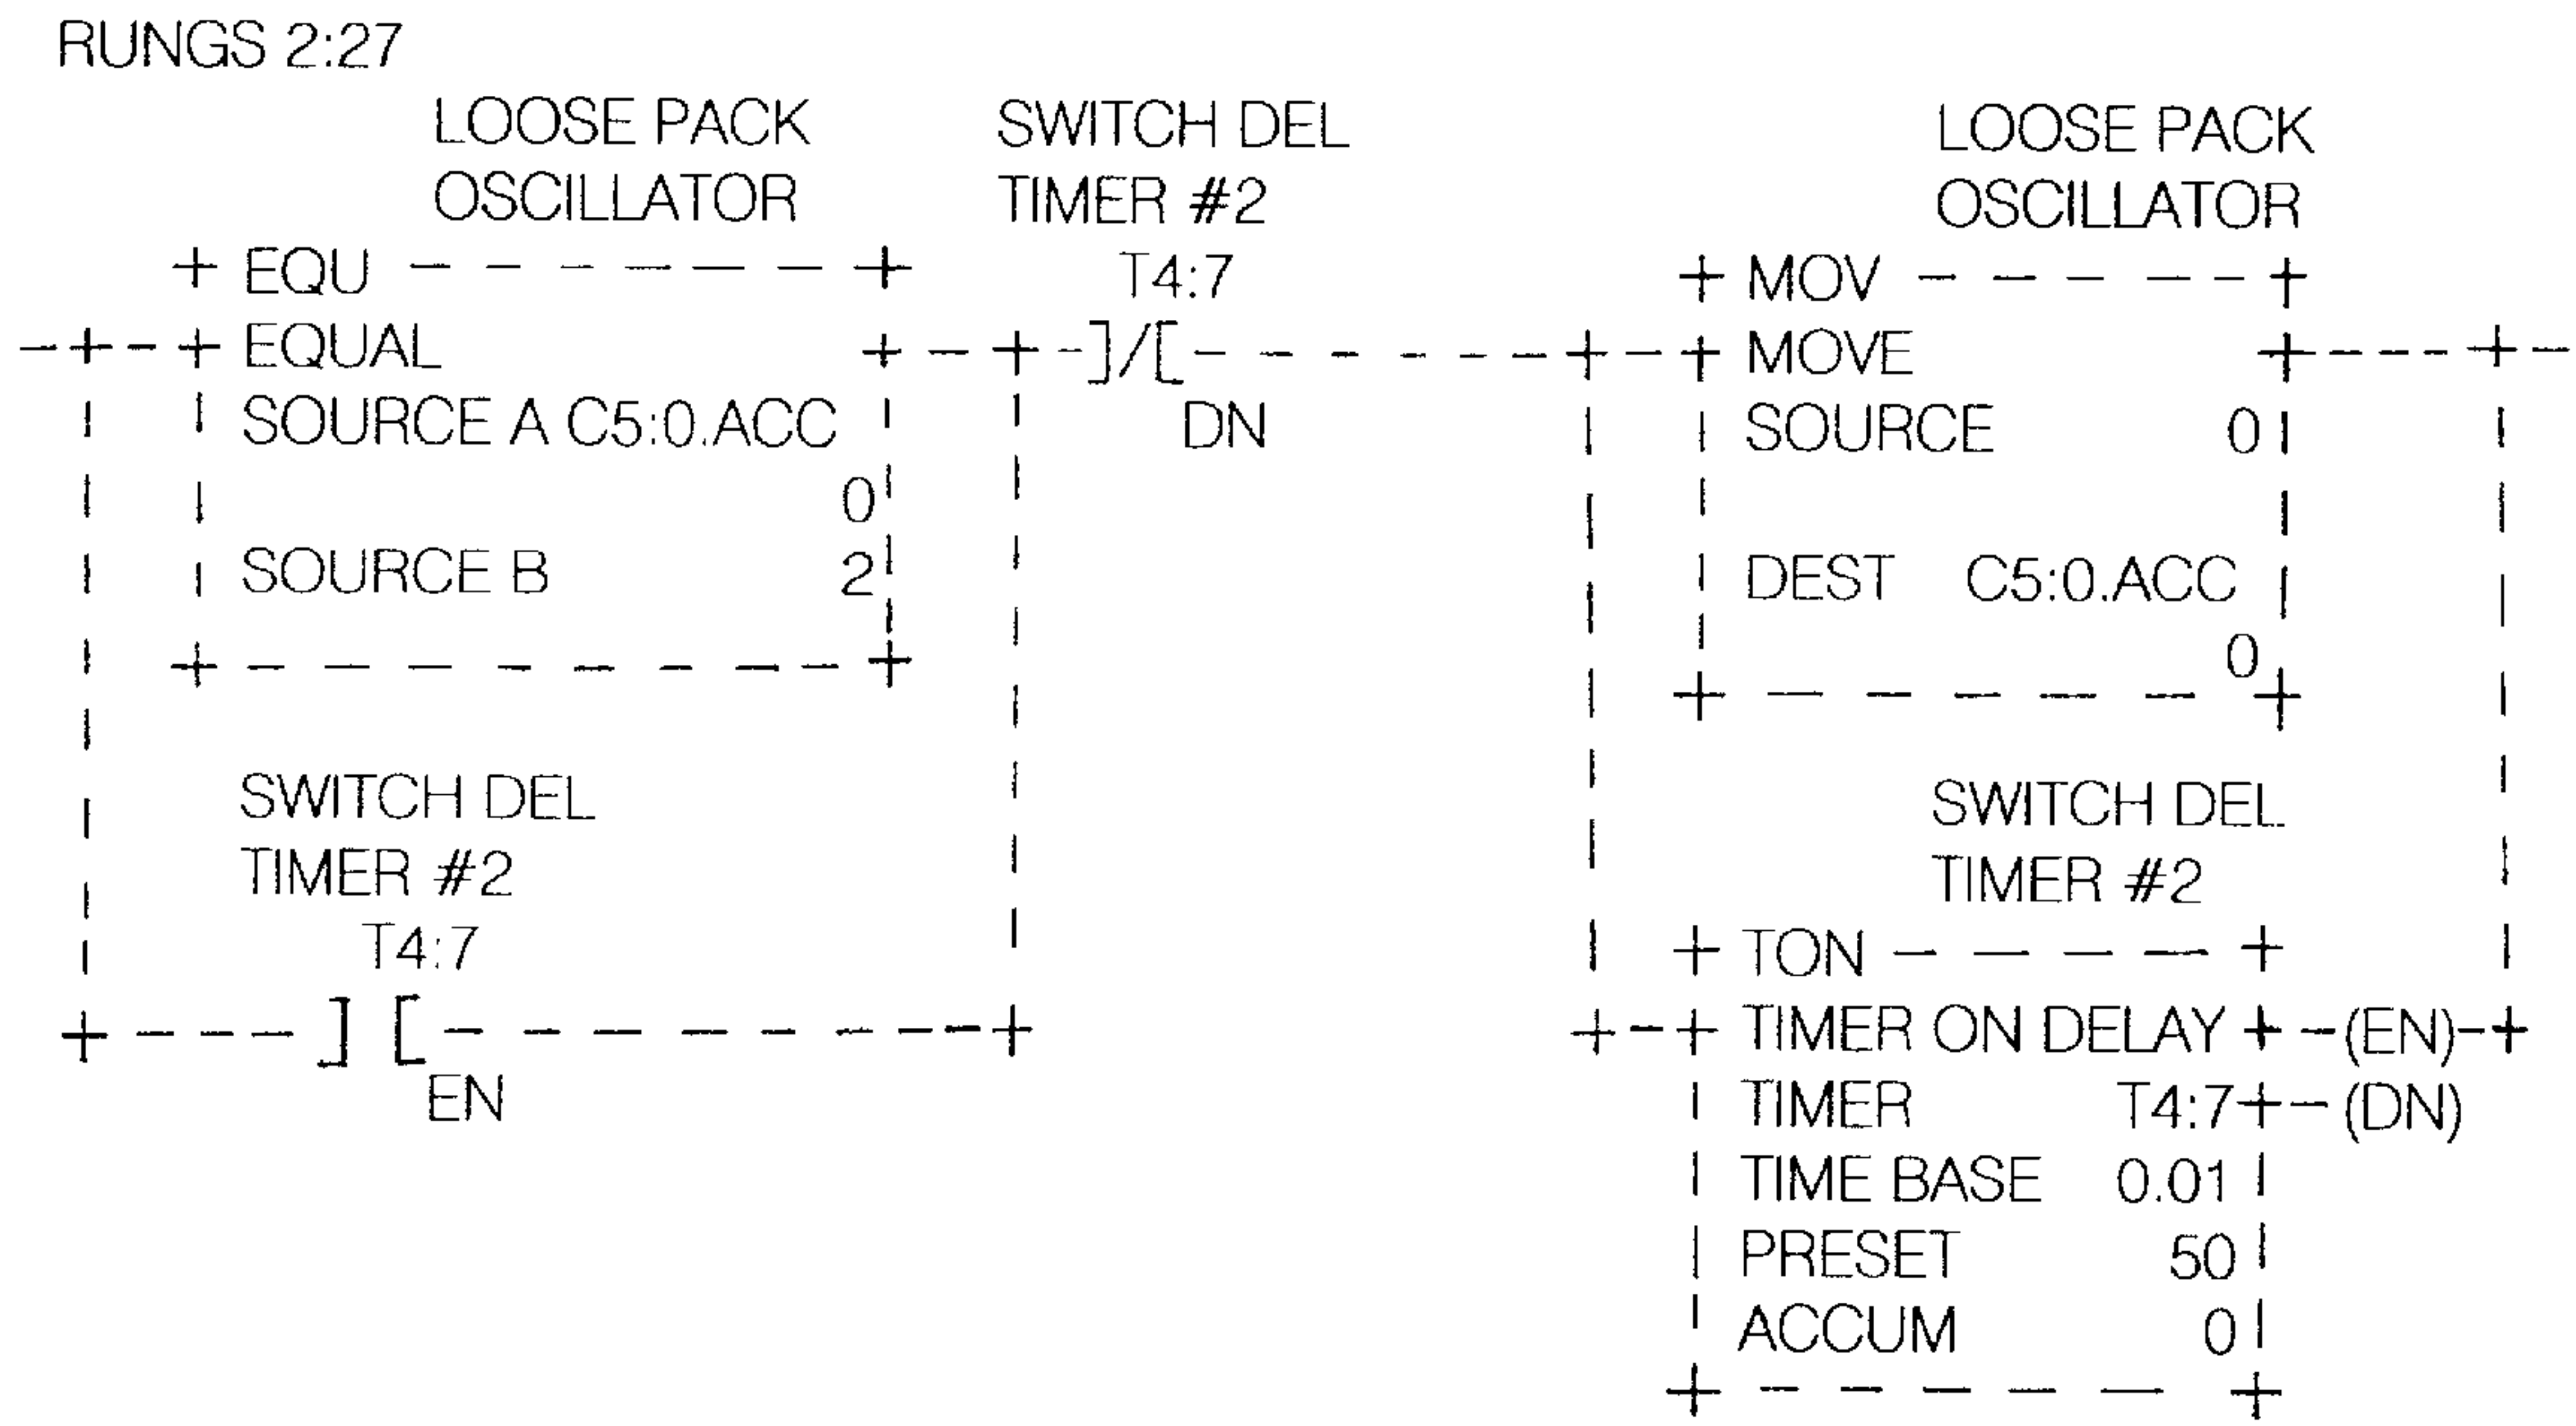 RUNGS 2:27
LOOSE PACK
OSCILLATOR
EQU
EQUAL
SOURCE A C5:0.ACC
0
SOURCE B 2
SWITCH DEL
TIMER #2
T4:7
] [
EN
SWITCH DEL
TIMER #2
T4:7
]/[
DN
LOOSE PACK
OSCILLATOR
MOV
MOVE
SOURCE 0
DEST C5:0.ACC
0
SWITCH DEL
TIMER #2
TON
TIMER ON DELAY (EN)
TIMER T4:7 (DN)
TIME BASE 0.01
PRESET 50
ACCUM 0